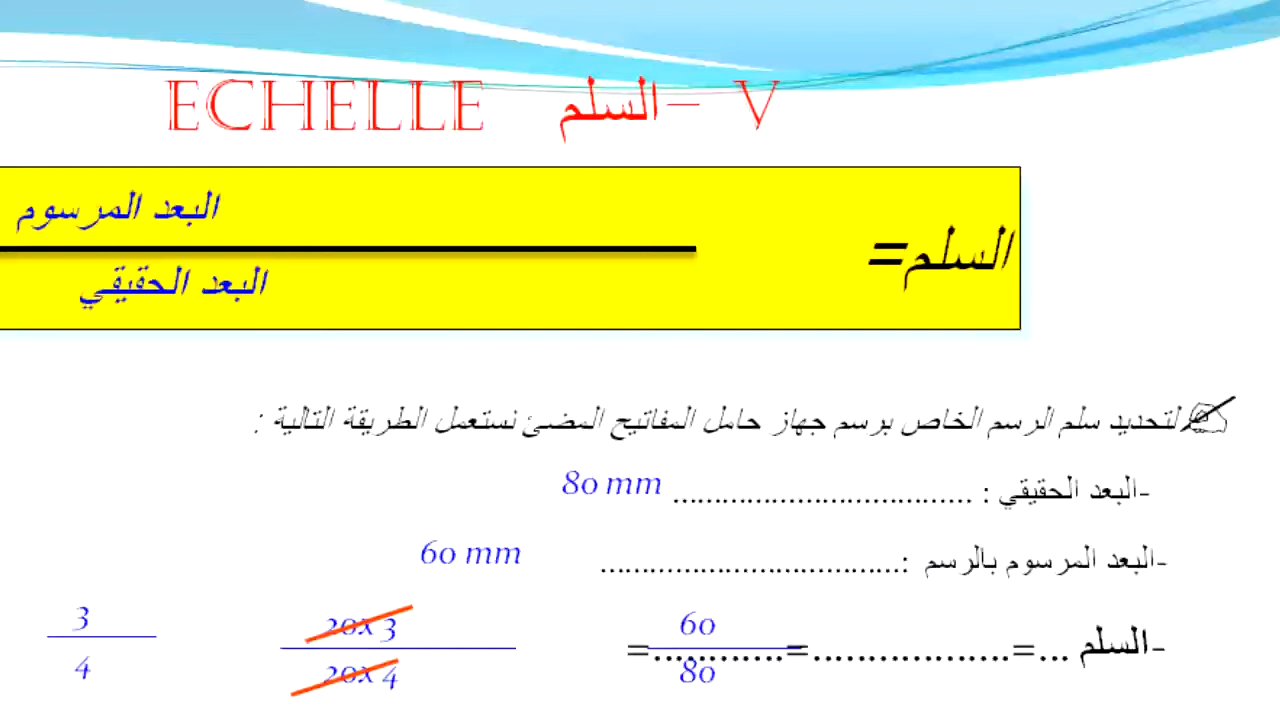 V –السلم ECHELLE
السلم=
البعد المرسوم
البعد الحقيقي
لتحديد سلم الرسم الخاص برسم جهاز حامل المفاتيح المضئ نستعمل الطريقة التالية :
-البعد الحقيقي : .................................... 80 mm
-البعد المرسوم بالرسم :.................................... 60 mm
-السلم ...=..................=............=
60
80
20x 3
20x 4
3
4